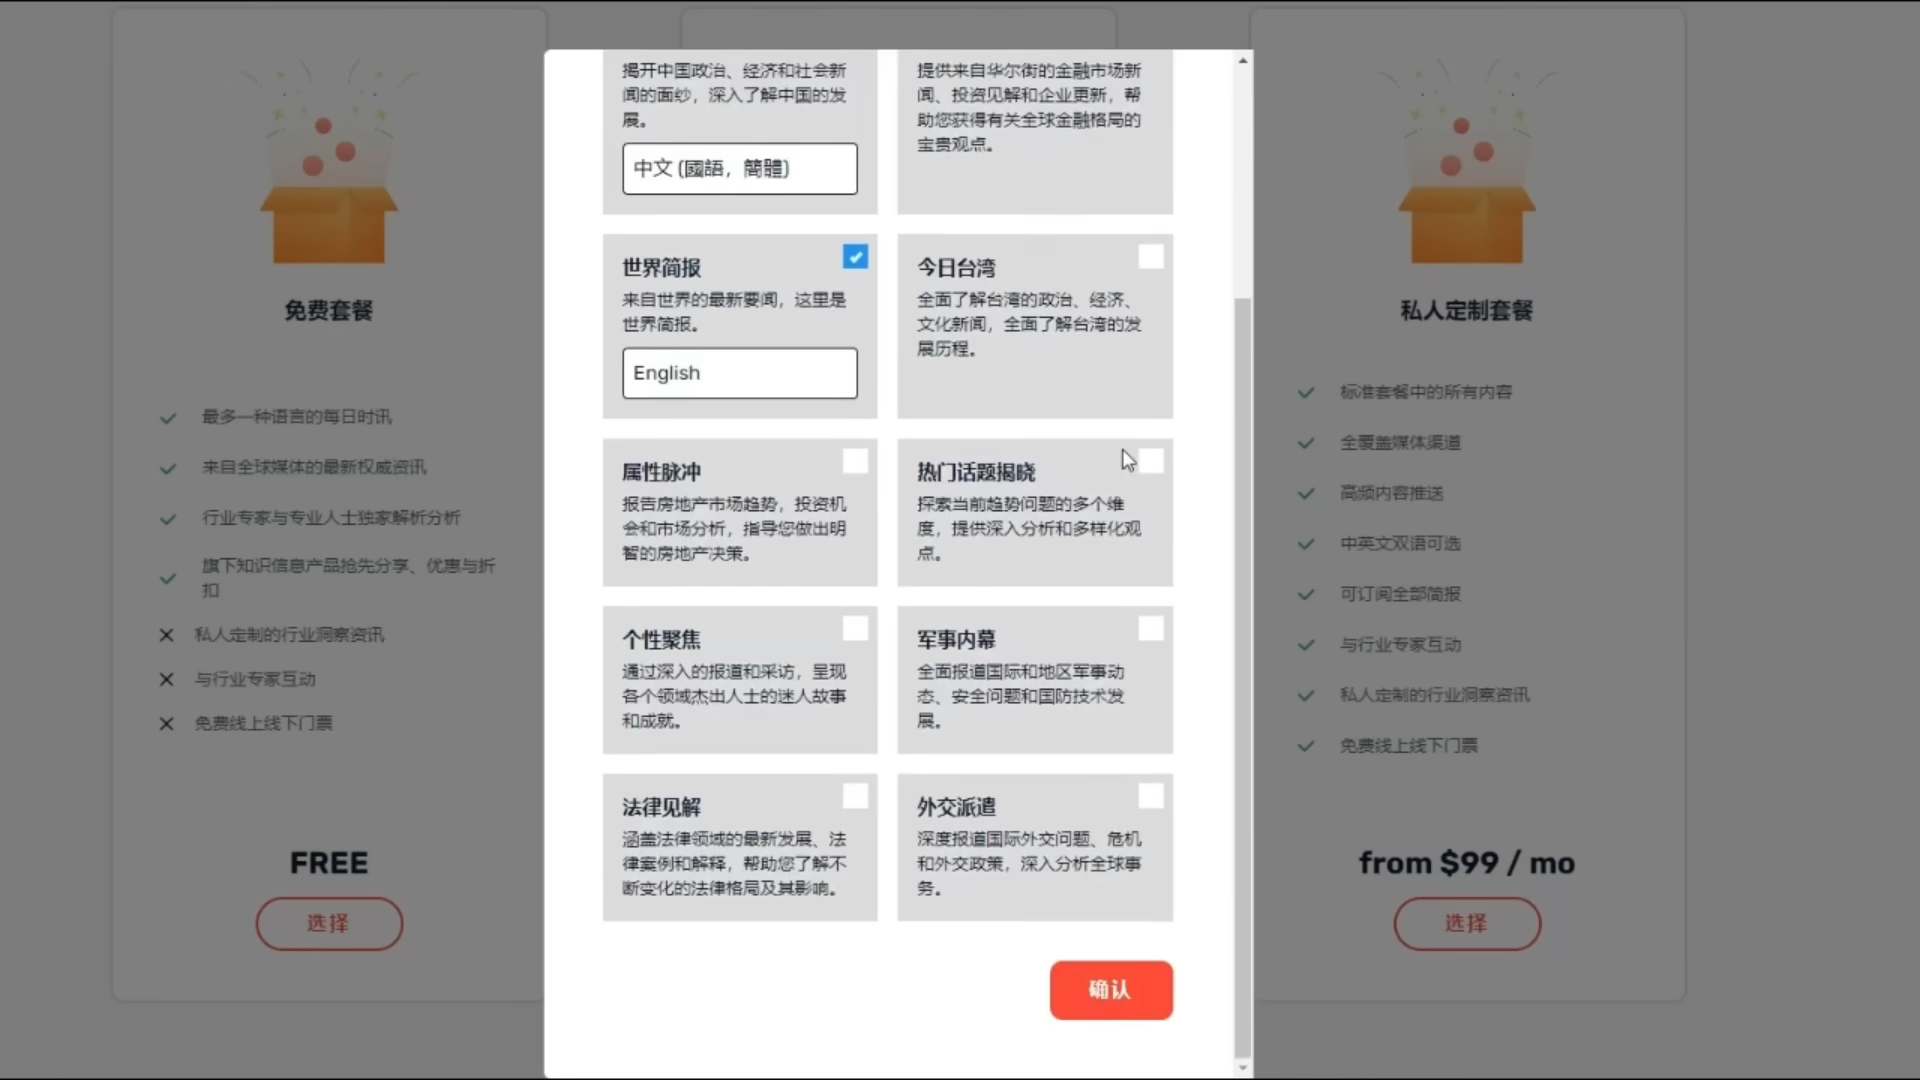 免费套餐
最多一种语言的每日时讯
来自全球媒体的最新权威资讯
行业专家与专业人士独家解析分析
旗下知识信息产品抢先分享、优惠与折
扣
私人定制的行业洞察资讯
与行业专家互动
免费线上线下门票
FREE
选择
揭开中国政治、经济和社会新
闻的面纱，深入了解中国的发
展。
中文 (國語，簡體)
提供来自华尔街的金融市场新
闻、投资见解和企业更新，帮
助您获得有关全球金融格局的
宝贵观点。
世界简报
来自世界的最新要闻，这里是
世界简报。
English
今日台湾
全面了解台湾的政治、经济、
文化新闻，全面了解台湾的发
展历程。
属性脉冲
报告房地产市场趋势，投资机
会和市场分析，指导您做出明
智的房地产决策。
热门话题揭晓
探索当前趋势问题的多个维
度，提供深入分析和多样化观
点。
个性聚焦
通过深入的报道和采访，呈现
各个领域杰出人士的迷人故事
和成就。
军事内幕
全面报道国际和地区军事动
态、安全问题和国防技术发
展。
法律见解
涵盖法律领域的最新发展、法
律案例和解释，帮助您了解不
断变化的法律格局及其影响。
外交派遣
深度报道国际外交问题、危机
和外交政策，深入分析全球事
务。
确认
私人定制套餐
标准套餐中的所有内容
全覆盖媒体渠道
高频内容推送
中英文双语可选
可订阅全部简报
与行业专家互动
私人定制的行业洞察资讯
免费线上线下门票
from $99 / mo
选择